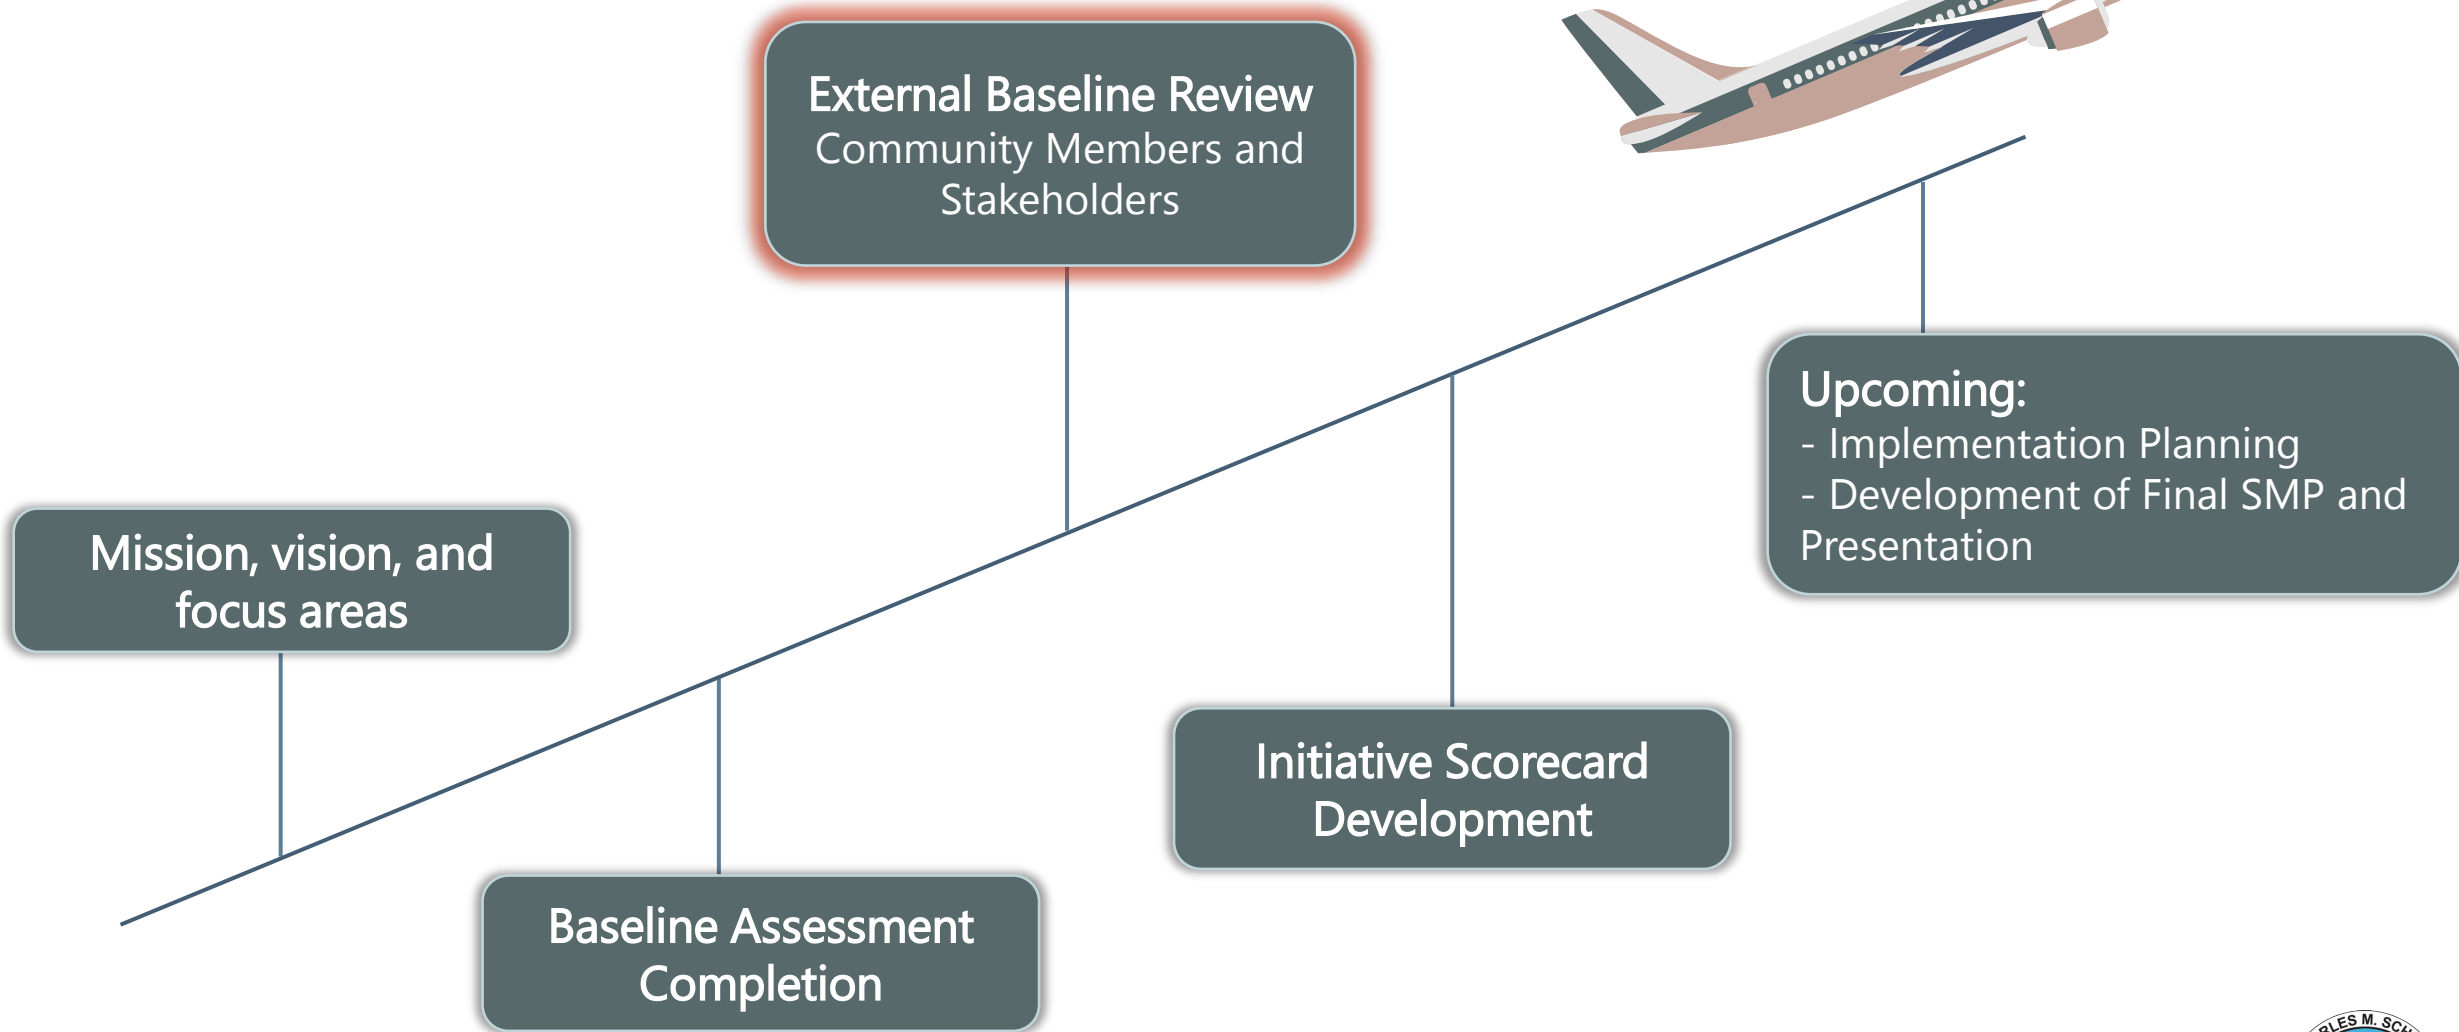 External Baseline Review
Community Members and
Stakeholders
Upcoming:
- Implementation Planning
- Development of Final SMP and
Presentation
Mission, vision, and
focus areas
Initiative Scorecard
Development
Baseline Assessment
Completion
M.